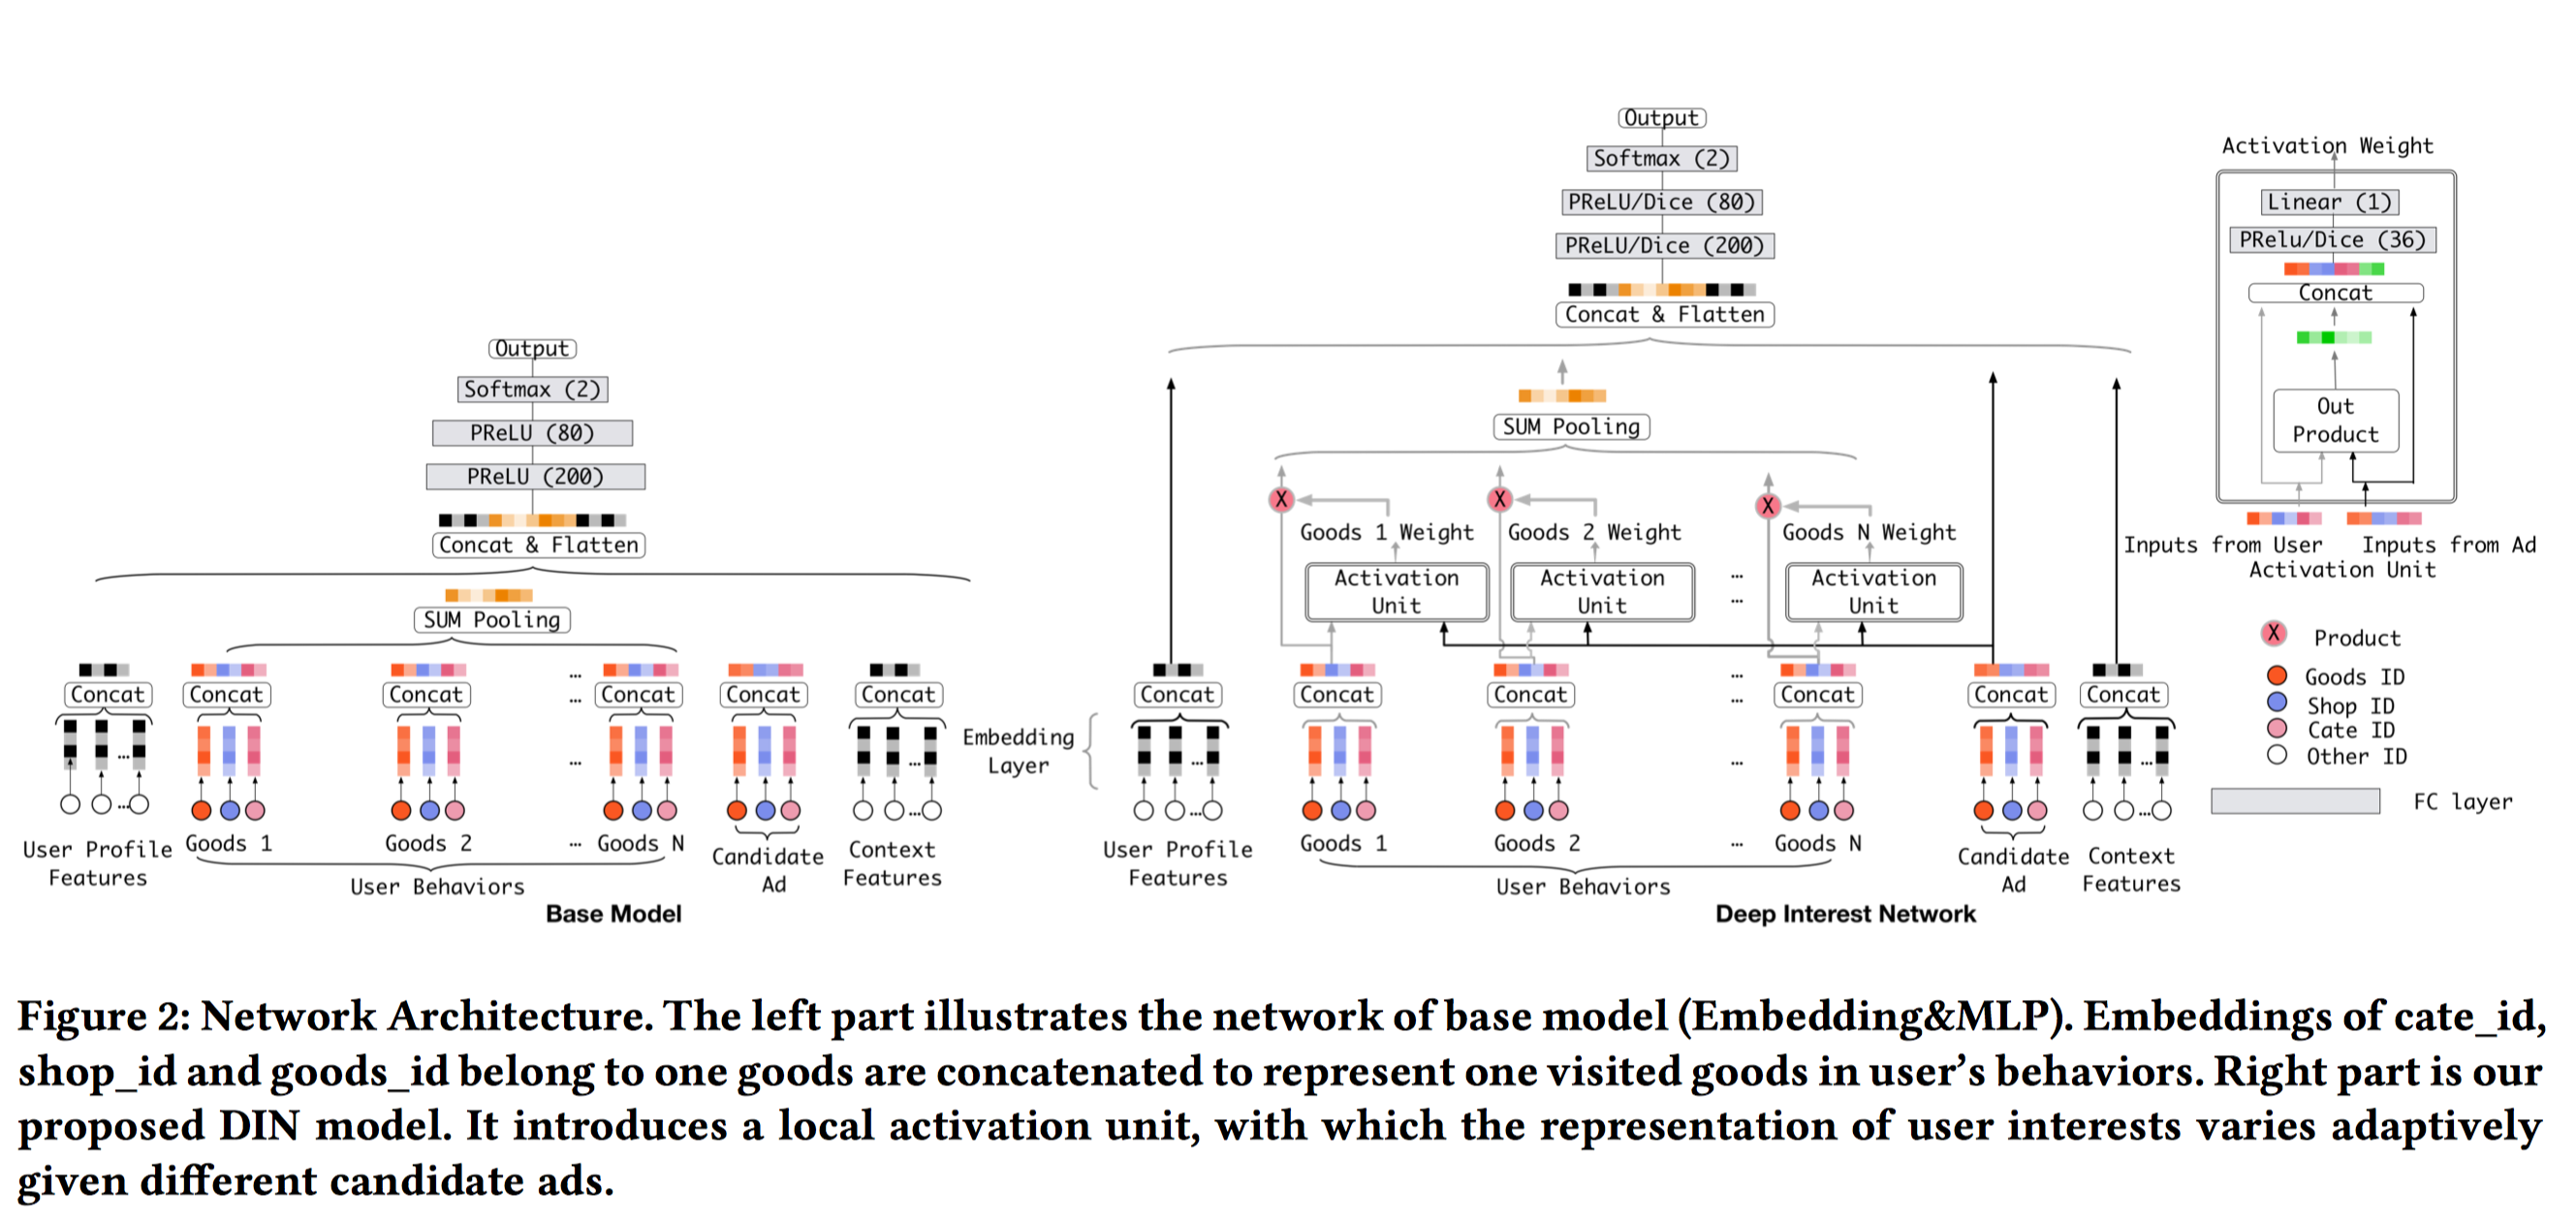 Output
Softmax (2)
PReLU (80)
PReLU (200)
Concat & Flatten
SUM Pooling
Concat
Concat
Concat
...
...
Concat
Concat
Concat
...
...
...
User Profile
Features
Goods 1
Goods 2
... Goods N
User Behaviors
Candidate
Ad
Context
Features
Base Model
Embedding
Layer
Output
Softmax (2)
PReLU/Dice (80)
PReLU/Dice (200)
Concat & Flatten
SUM Pooling
X
X
X
Goods 1 Weight
Goods 2 Weight
Goods N Weight
Activation
Unit
Activation
Unit
...
...
Activation
Unit
Concat
Concat
Concat
...
...
Concat
Concat
Concat
...
...
...
User Profile
Features
Goods 1
Goods 2
...
Goods N
User Behaviors
Candidate
Ad
Context
Features
Deep Interest Network
Activation Weight
Linear (1)
PRelu/Dice (36)
Concat
Out
Product
Inputs from User
Inputs from Ad
Activation Unit
X Product
Goods ID
Shop ID
Cate ID
Other ID
FC layer
Figure 2: Network Architecture. The left part illustrates the network of base model (Embedding&MLP). Embeddings of cate_id,
shop_id and goods_id belong to one goods are concatenated to represent one visited goods in user’s behaviors. Right part is our
proposed DIN model. It introduces a local activation unit, with which the representation of user interests varies adaptively
given different candidate ads.